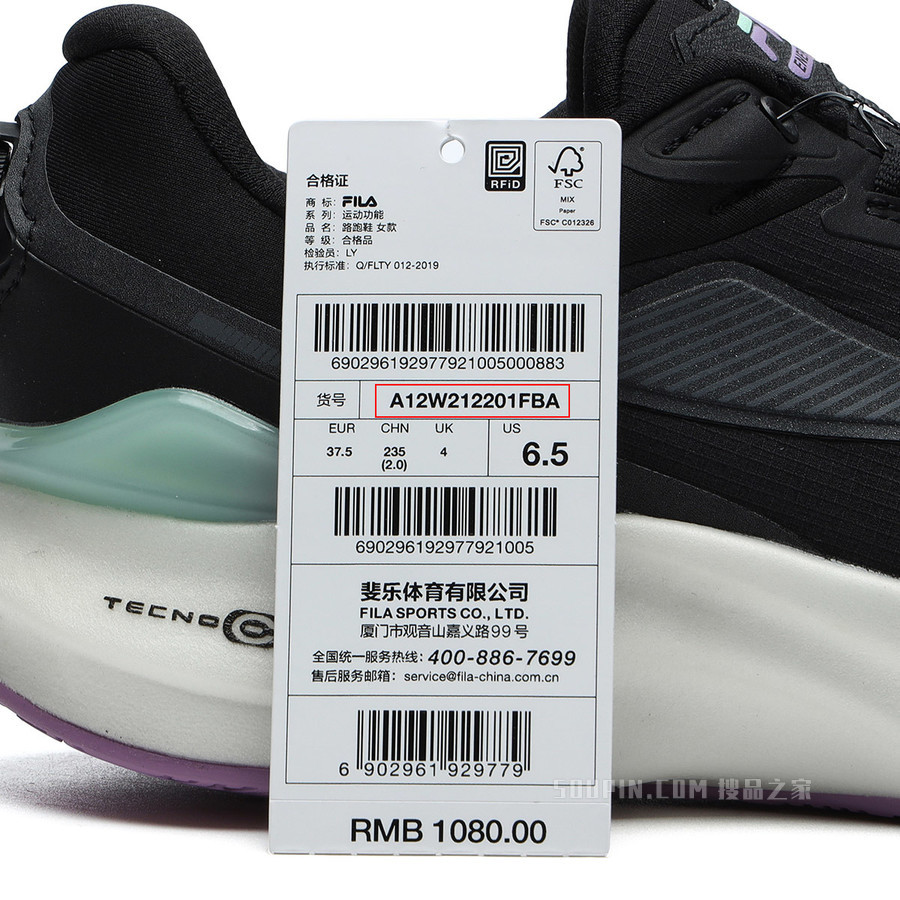 RFiD
FSC
MIX
Paper
FSC® C012326
合格证
商 标: FILA
系 列: 运动功能
品 名: 路跑鞋 女款
等 级: 合格品
检验员: LY
执行标准: Q/FLTY 012-2019
690296192977921005000883
货号 A12W212201FBA
EUR CHN UK US
37.5 235 4 6.5
(2.0)
690296192977921005
斐乐体育有限公司
FILA SPORTS CO., LTD.
厦门市观音山嘉义路99号
全国统一服务热线: 400-886-7699
售后服务邮箱: service@fila-china.com.cn
TECNO
6 902961 929779
SOUPIN.COM 搜品之家
RMB 1080.00